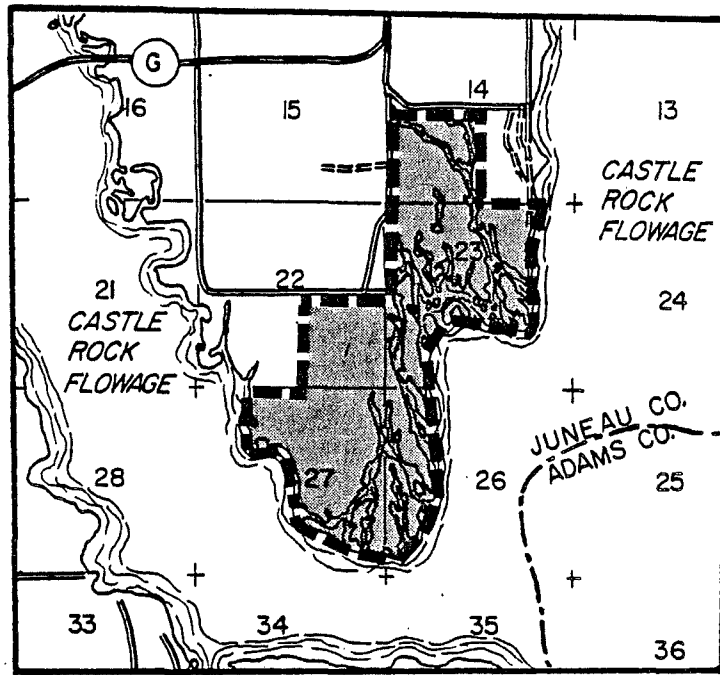 G
14
16
15
13
CASTLE
ROCK
FLOWAGE
23
22
21
24
CASTLE
ROCK
FLOWAGE
JUNEAU CO.
ADAMS CO.
28
27
26
25
33
34
35
36